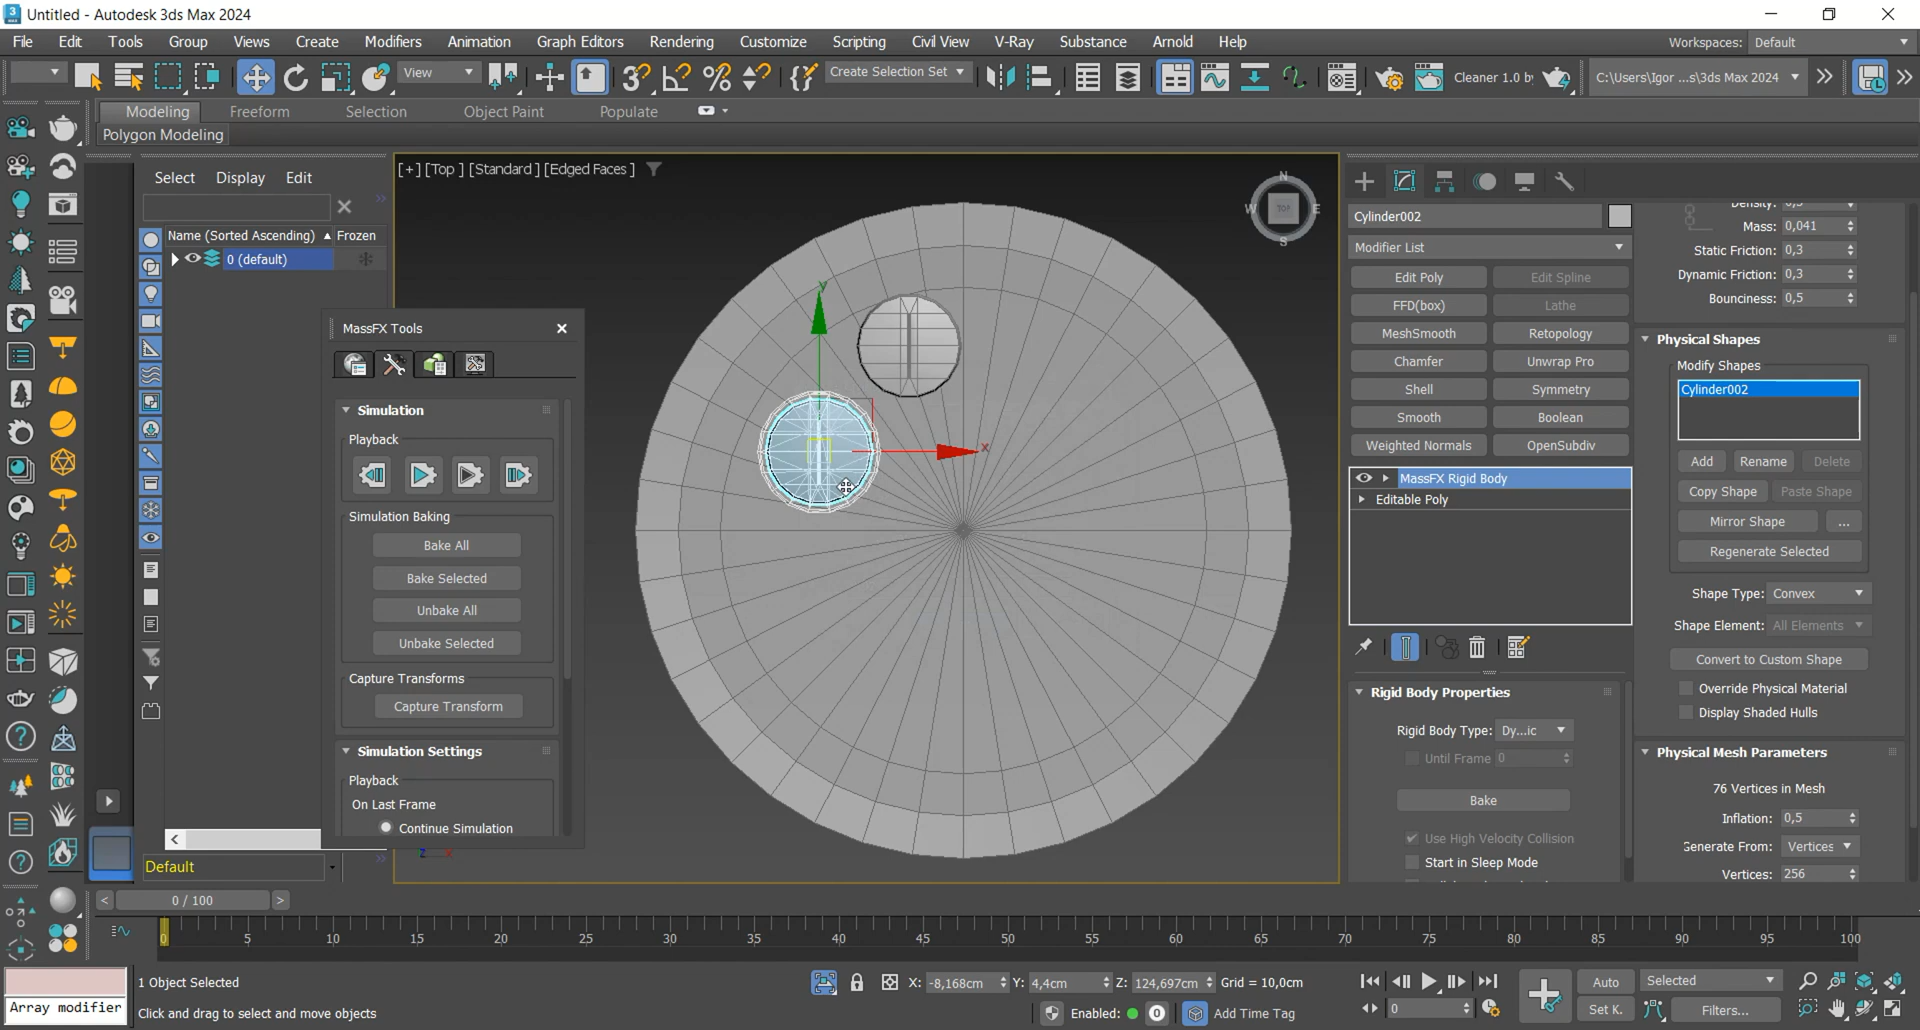 Untitled - Autodesk 3ds Max 2024
File Edit Tools Group Views Create Modifiers Animation Graph Editors Rendering Customize Scripting Civil View V-Ray Substance Arnold Help
Workspaces: Default
View
Create Selection Set
Cleaner 1.0 b
C:\Users\Igor ...s\3ds Max 2024
Modeling Freeform Selection Object Paint Populate
Polygon Modeling
Select Display Edit
Name (Sorted Ascending) Frozen
0 (default)
Default
MassFX Tools
Simulation
Playback
Simulation Baking
Bake All
Bake Selected
Unbake All
Unbake Selected
Capture Transforms
Capture Transform
Simulation Settings
Playback
On Last Frame
Continue Simulation
[+] [Top ] [Standard ] [Edged Faces ]
N
W TOP E
S
y
x
z x
Cylinder002
Modifier List
Edit Poly Edit Spline
FFD(box) Lathe
MeshSmooth Retopology
Chamfer Unwrap Pro
Shell Symmetry
Smooth Boolean
Weighted Normals OpenSubdiv
MassFX Rigid Body
Editable Poly
Rigid Body Properties
Rigid Body Type: Dy...ic
Until Frame 0
Bake
Use High Velocity Collision
Start in Sleep Mode
Density: 0,5
Mass: 0,041
Static Friction: 0,3
Dynamic Friction: 0,3
Bounciness: 0,5
Physical Shapes
Modify Shapes
Cylinder002
Add Rename Delete
Copy Shape Paste Shape
Mirror Shape ...
Regenerate Selected
Shape Type: Convex
Shape Element: All Elements
Convert to Custom Shape
Override Physical Material
Display Shaded Hulls
Physical Mesh Parameters
76 Vertices in Mesh
Inflation: 0,5
Generate From: Vertices
Vertices: 256
< 0 / 100 >
0 5 10 15 20 25 30 35 40 45 50 55 60 65 70 75 80 85 90 95 100
Array modifier
1 Object Selected
Click and drag to select and move objects
X: -8,168cm Y: 4,4cm Z: 124,697cm Grid = 10,0cm
Enabled: 0 Add Time Tag
0
Auto Selected
Set K. Filters...